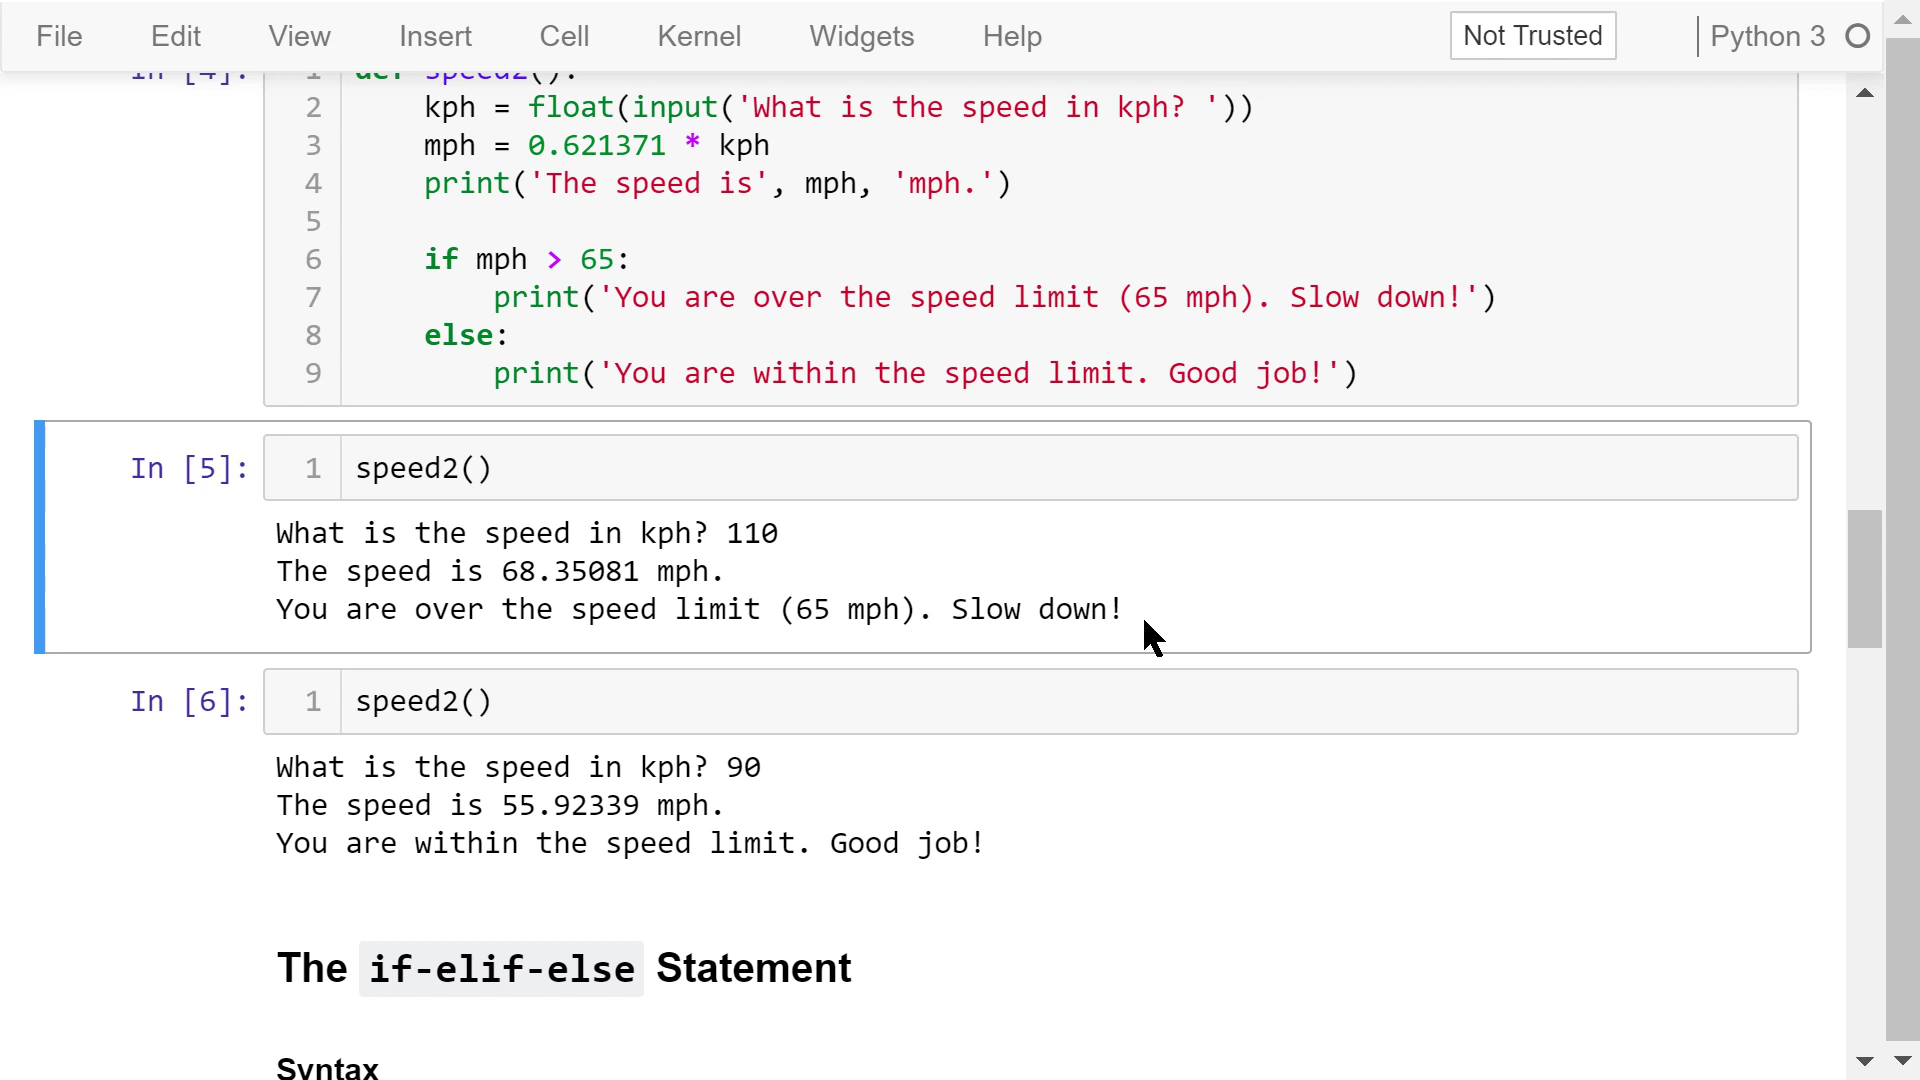 File Edit View Insert Cell Kernel Widgets Help Not Trusted Python 3
In [4]: 1 def speed2():
2 kph = float(input('What is the speed in kph? '))
3 mph = 0.621371 * kph
4 print('The speed is', mph, 'mph.')
5
6 if mph > 65:
7 print('You are over the speed limit (65 mph). Slow down!')
8 else:
9 print('You are within the speed limit. Good job!')
In [5]: 1 speed2()
What is the speed in kph? 110
The speed is 68.35081 mph.
You are over the speed limit (65 mph). Slow down!
In [6]: 1 speed2()
What is the speed in kph? 90
The speed is 55.92339 mph.
You are within the speed limit. Good job!
The if-elif-else Statement
Syntax